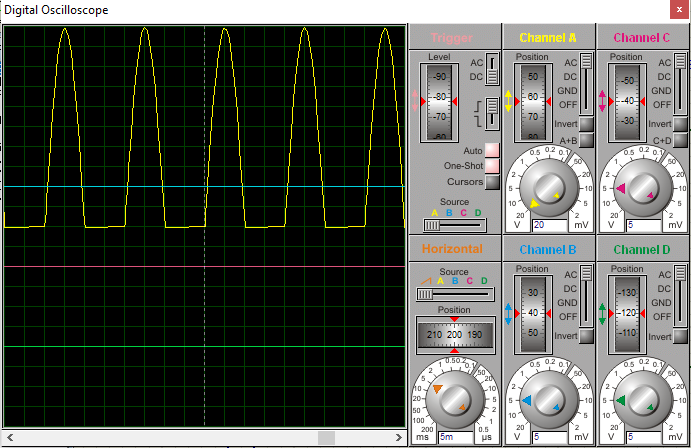 Digital Oscilloscope
x
Trigger
Level
-90
-80
-70
AC
DC
Auto
One-Shot
Cursors
Source
A B C D
Channel A
Position
50
60
70
80
AC
DC
GND
OFF
Invert
A+B
20 10 5 2 1 0.5 0.2 0.1 50 20 10 5 2
V 20 mV
Channel C
Position
-50
-40
-30
AC
DC
GND
OFF
Invert
C+D
20 10 5 2 1 0.5 0.2 0.1 50 20 10 5 2
V 5 mV
Horizontal
Source
A B C D
Position
210 200 190
200 100 50 20 10 5 2 1 0.5 0.2 0.1 50 20 10 5 2 1 0.5
ms 5m µs
Channel B
Position
30
40
50
AC
DC
GND
OFF
Invert
20 10 5 2 1 0.5 0.2 0.1 50 20 10 5 2
V 5 mV
Channel D
Position
-130
-120
-110
AC
DC
GND
OFF
Invert
20 10 5 2 1 0.5 0.2 0.1 50 20 10 5 2
V 5 mV